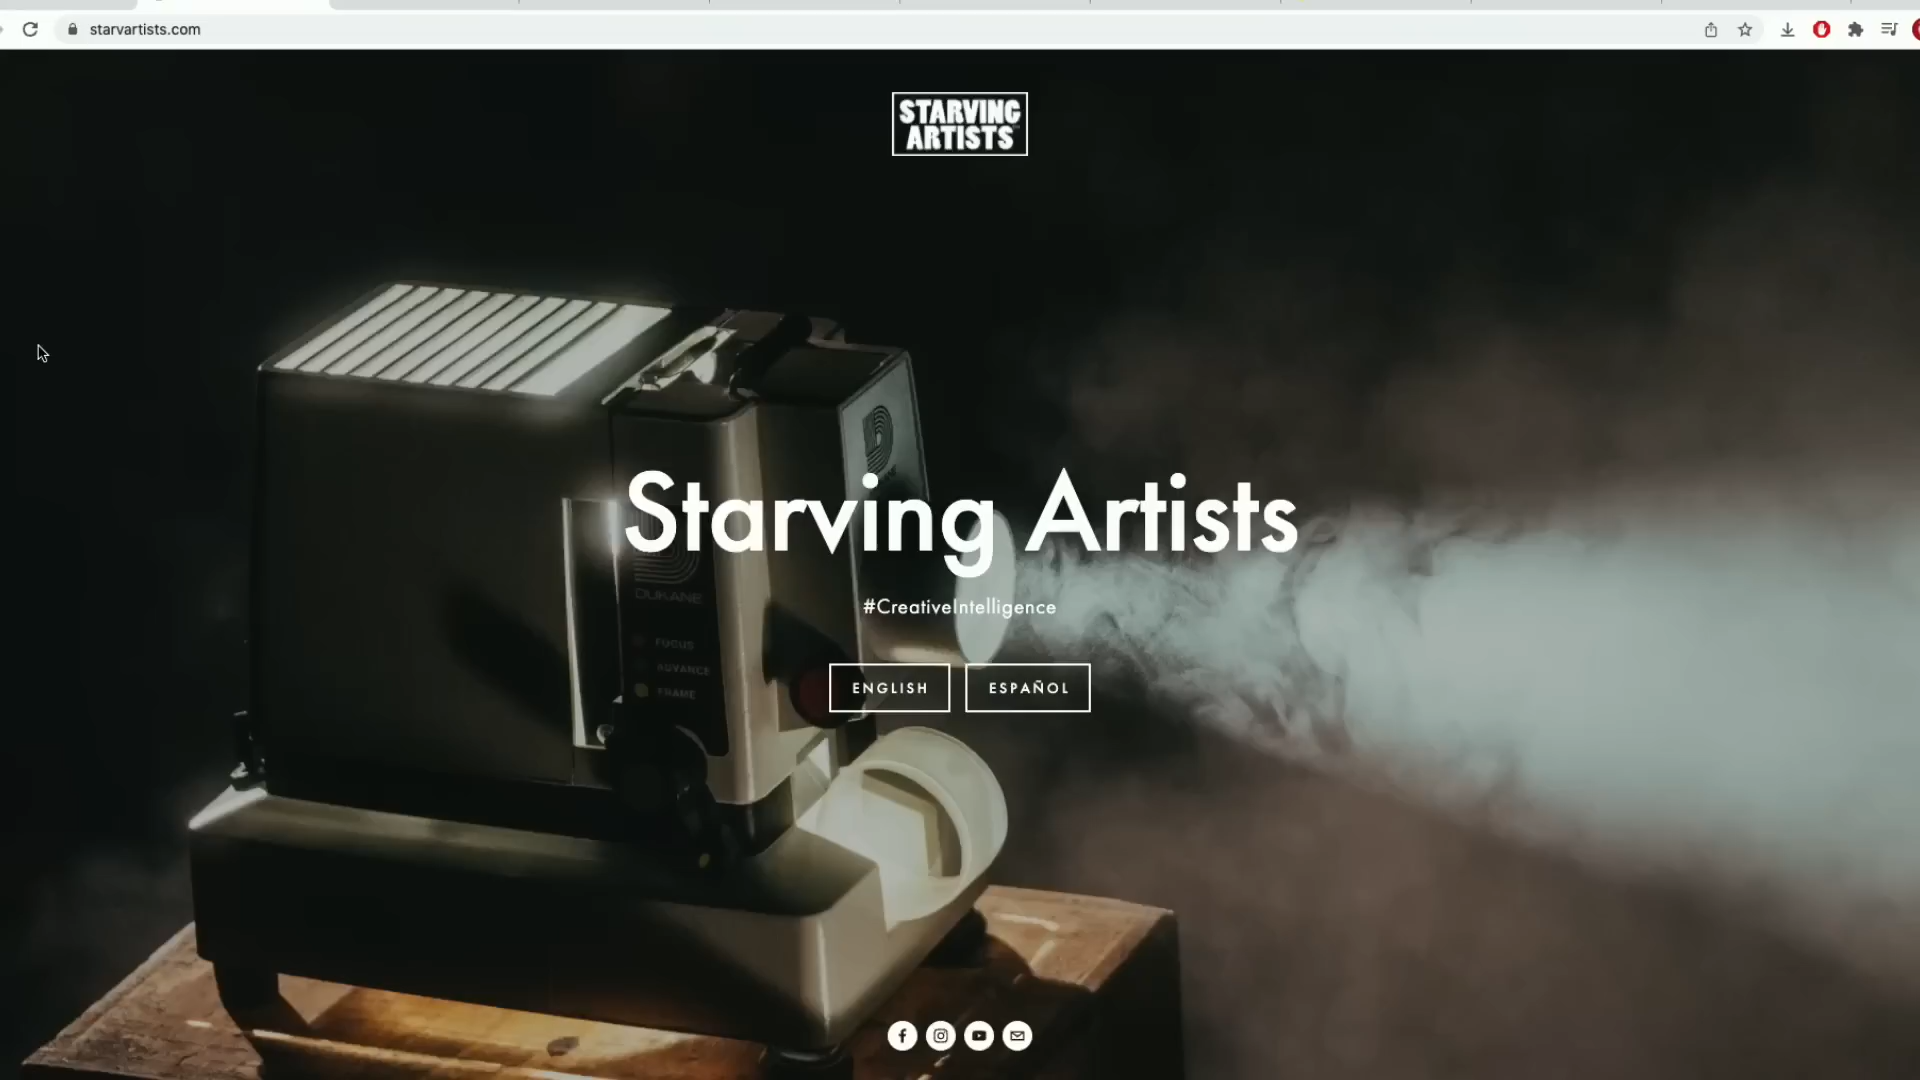 starvartists.com
STARVING
ARTISTS
Starving Artists
DUKANE
#CreativeIntelligence
FOCUS
ADVANCE
FRAME
ENGLISH
ESPAÑOL